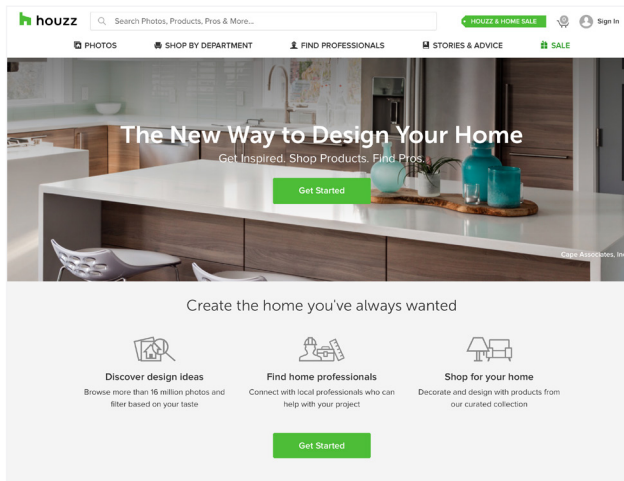 houzz
Search Photos, Products, Pros & More...
HOUZZ & HOME SALE
0
Sign In
PHOTOS
SHOP BY DEPARTMENT
FIND PROFESSIONALS
STORIES & ADVICE
SALE
The New Way to Design Your Home
Get Inspired. Shop Products. Find Pros.
Get Started
Cape Associates, Inc
Create the home you've always wanted
Discover design ideas
Browse more than 16 million photos and
filter based on your taste
Find home professionals
Connect with local professionals who can
help with your project
Shop for your home
Decorate and design with products from
our curated collection
Get Started